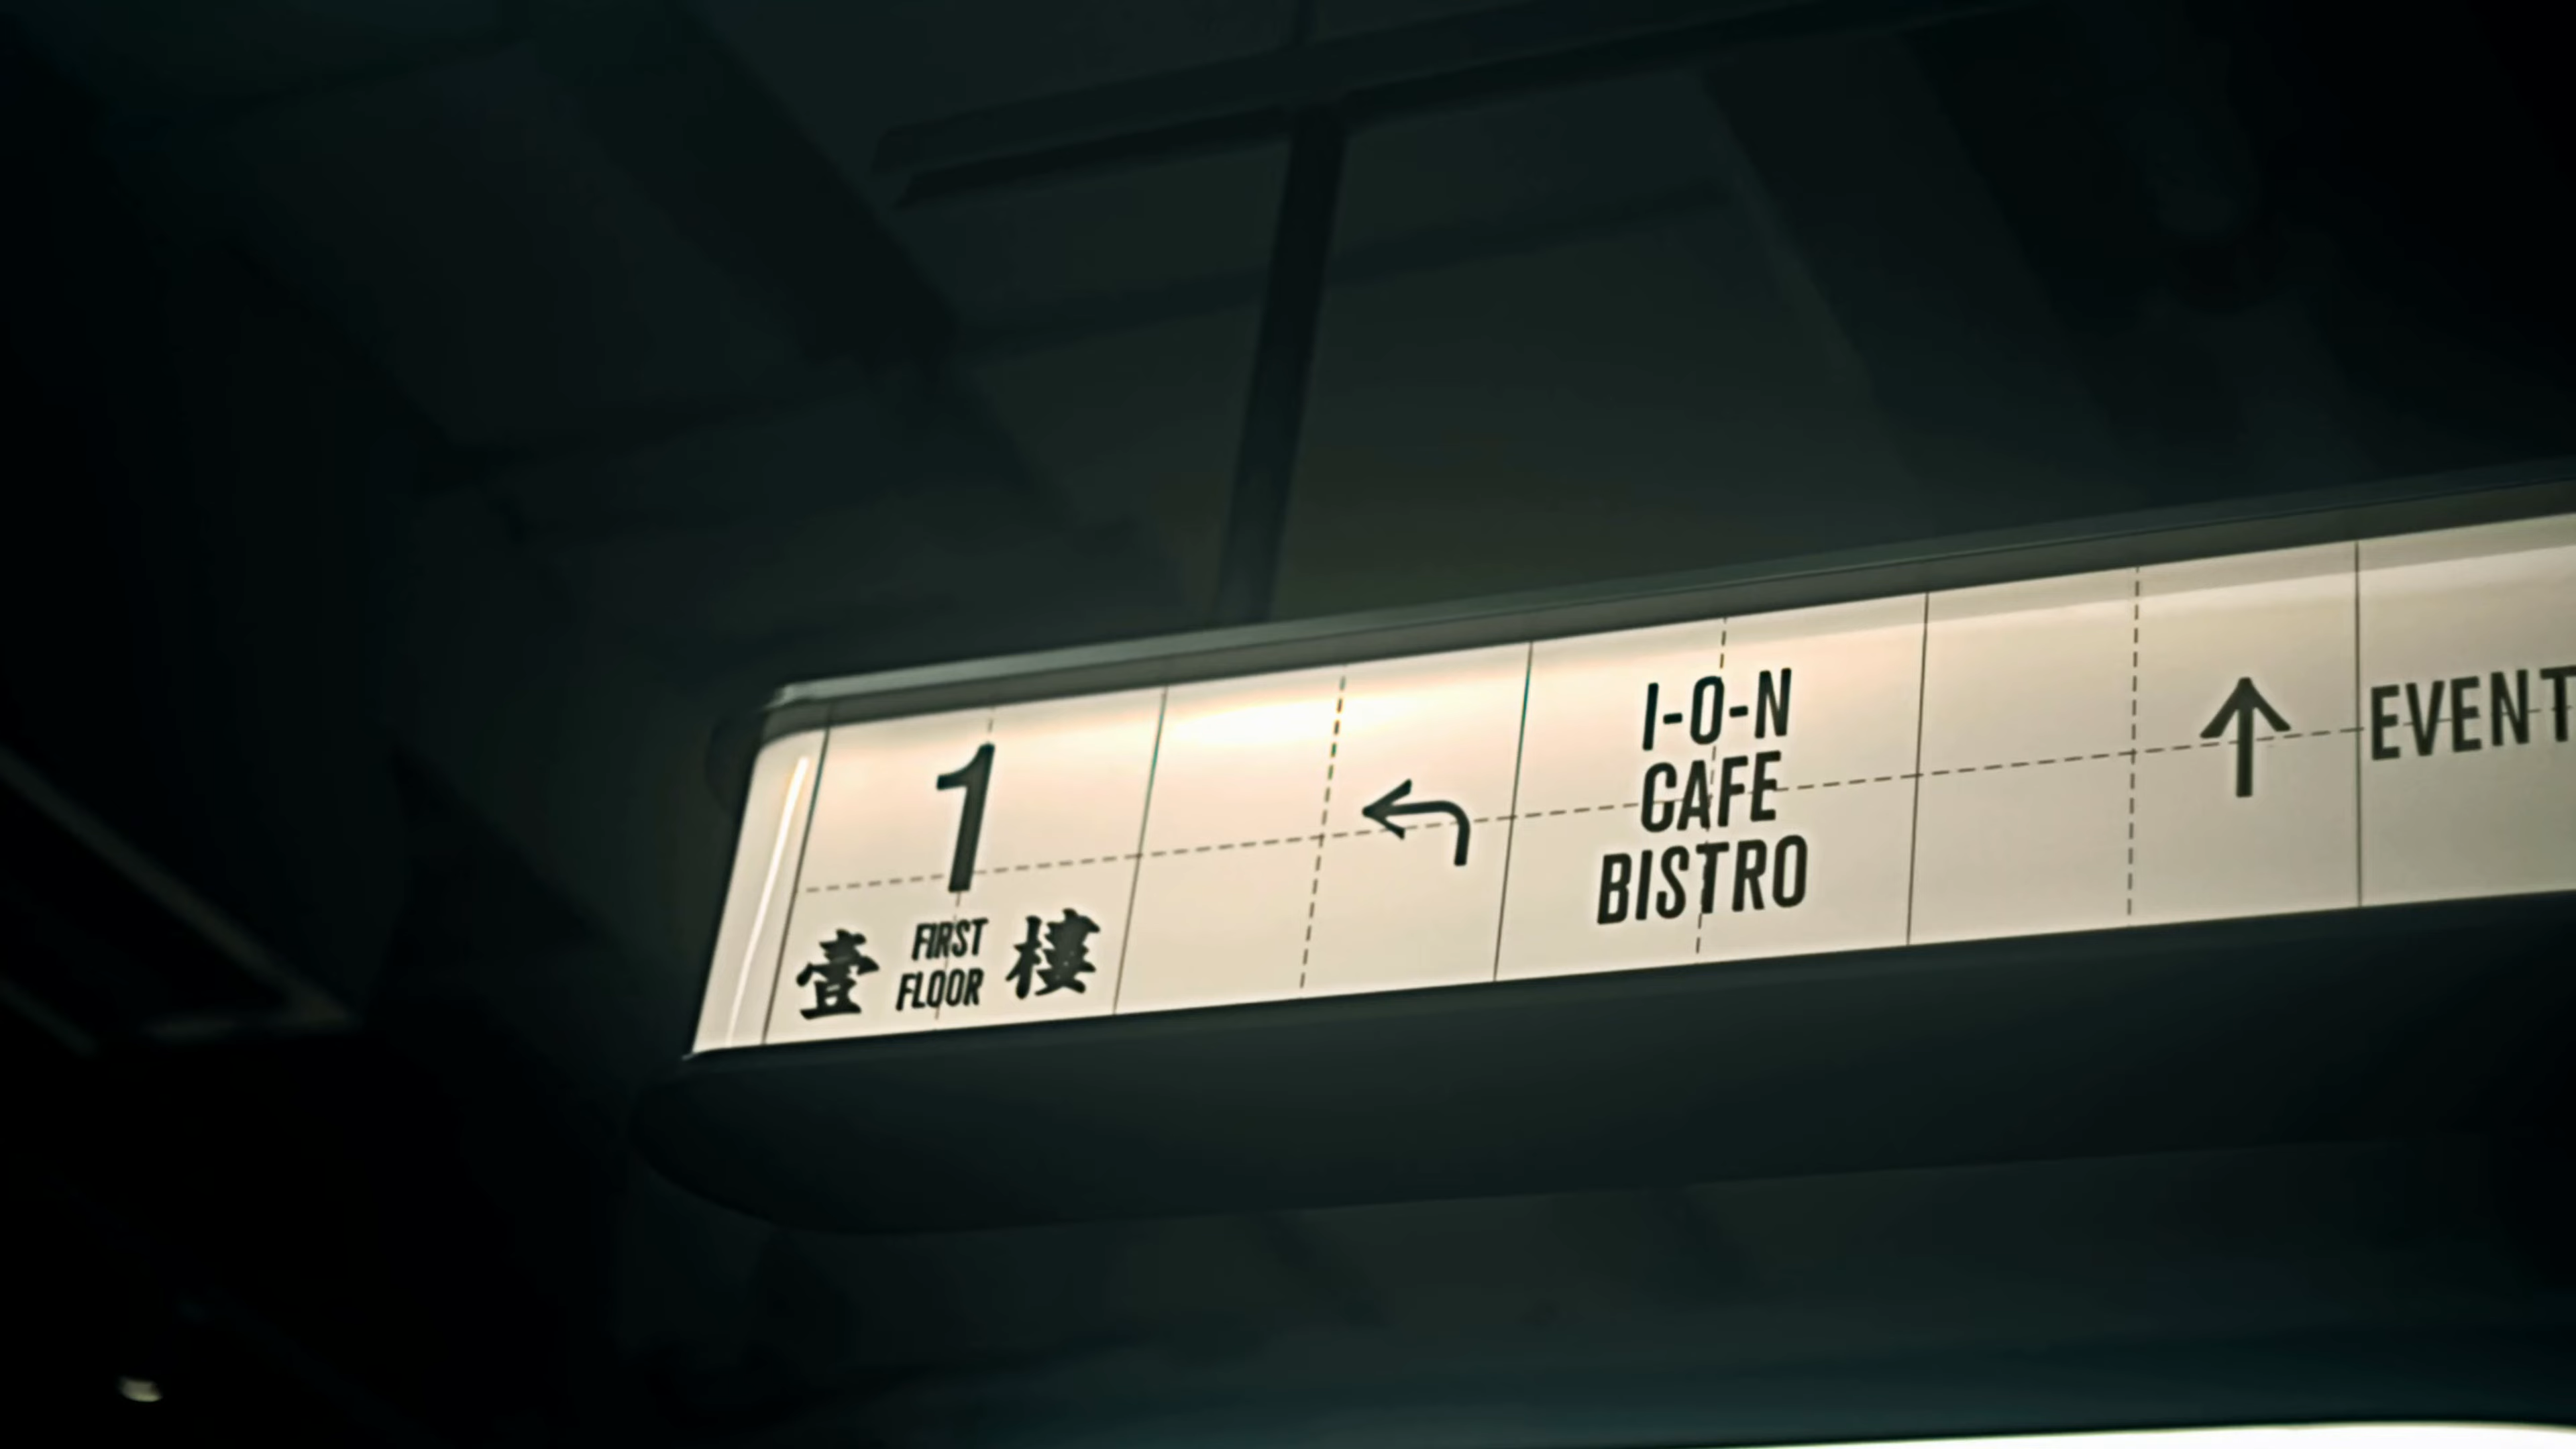 1
壹 FIRST FLOOR 樓
I-O-N
CAFE
BISTRO
EVENT